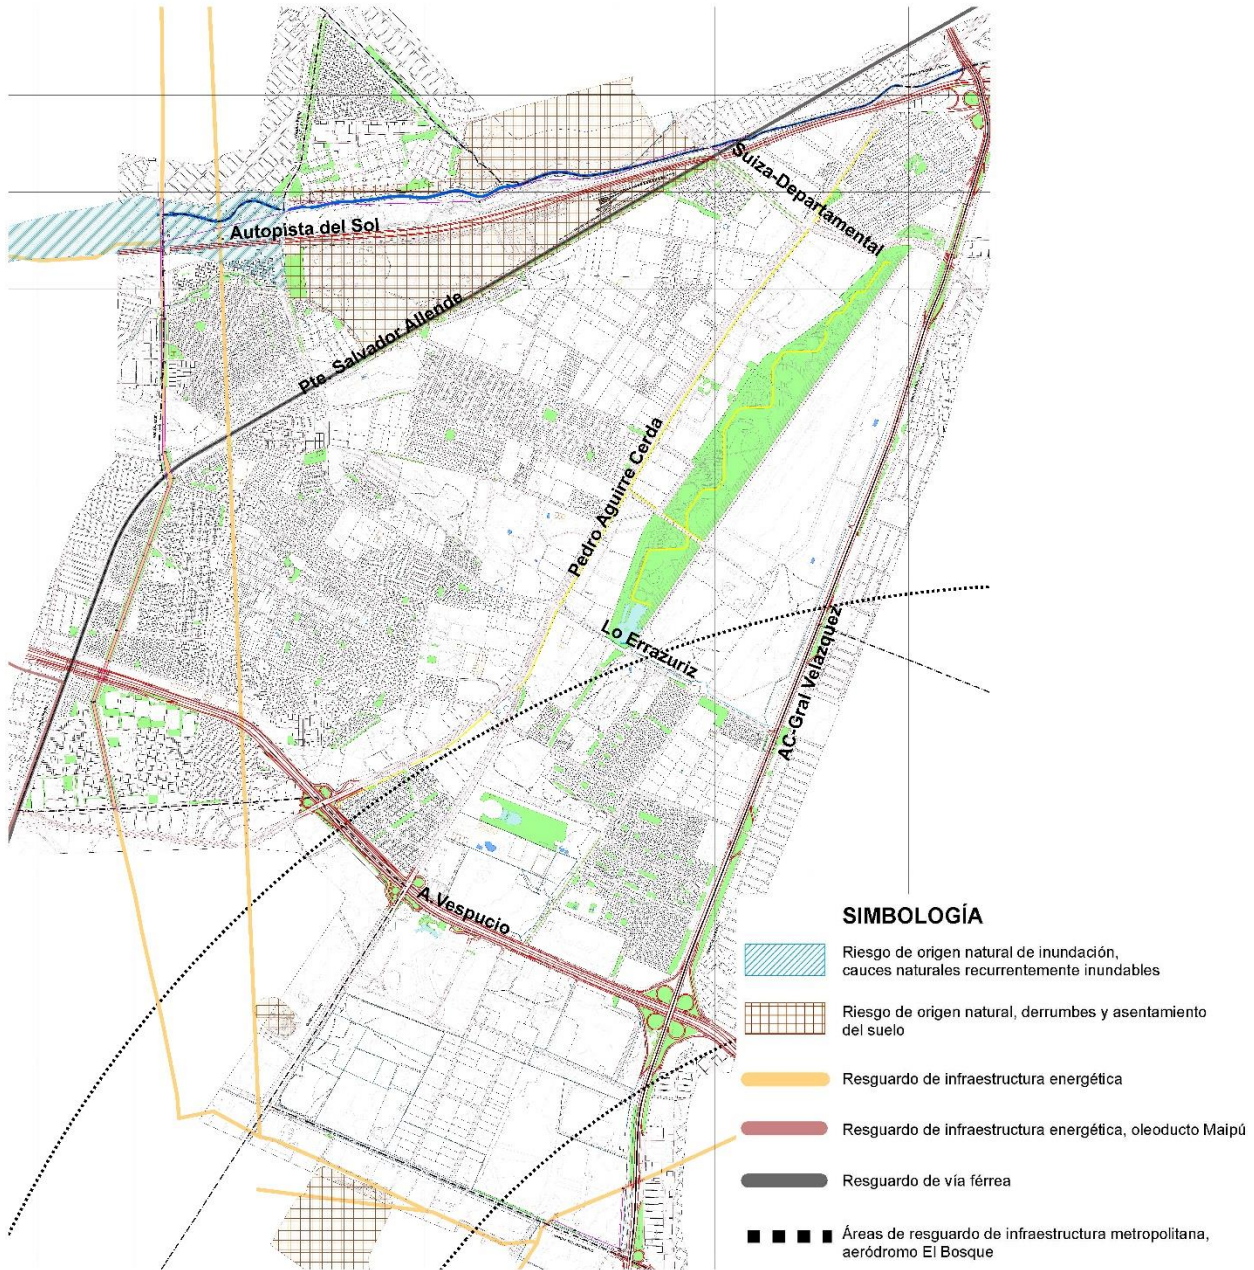 Suiza-Departamental
Autopista del Sol
Pte. Salvador Allende
Pedro Aguirre Cerda
Lo Errazuriz
AC-Gral Velazquez
A.Vespucio
SIMBOLOGÍA
Riesgo de origen natural de inundación,
cauces naturales recurrentemente inundables
Riesgo de origen natural, derrumbes y asentamiento
del suelo
Resguardo de infraestructura energética
Resguardo de infraestructura energética, oleoducto Maipú
Resguardo de vía férrea
Áreas de resguardo de infraestructura metropolitana,
aeródromo El Bosque